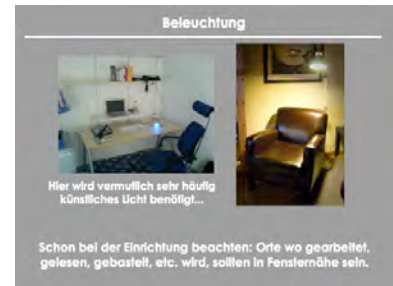 Beleuchtung
Hier wird vermutlich sehr häufig
künstliches Licht benötigt...
Schon bei der Einrichtung beachten: Orte wo gearbeitet,
gelesen, gebastelt, etc. wird, sollten in Fensternähe sein.